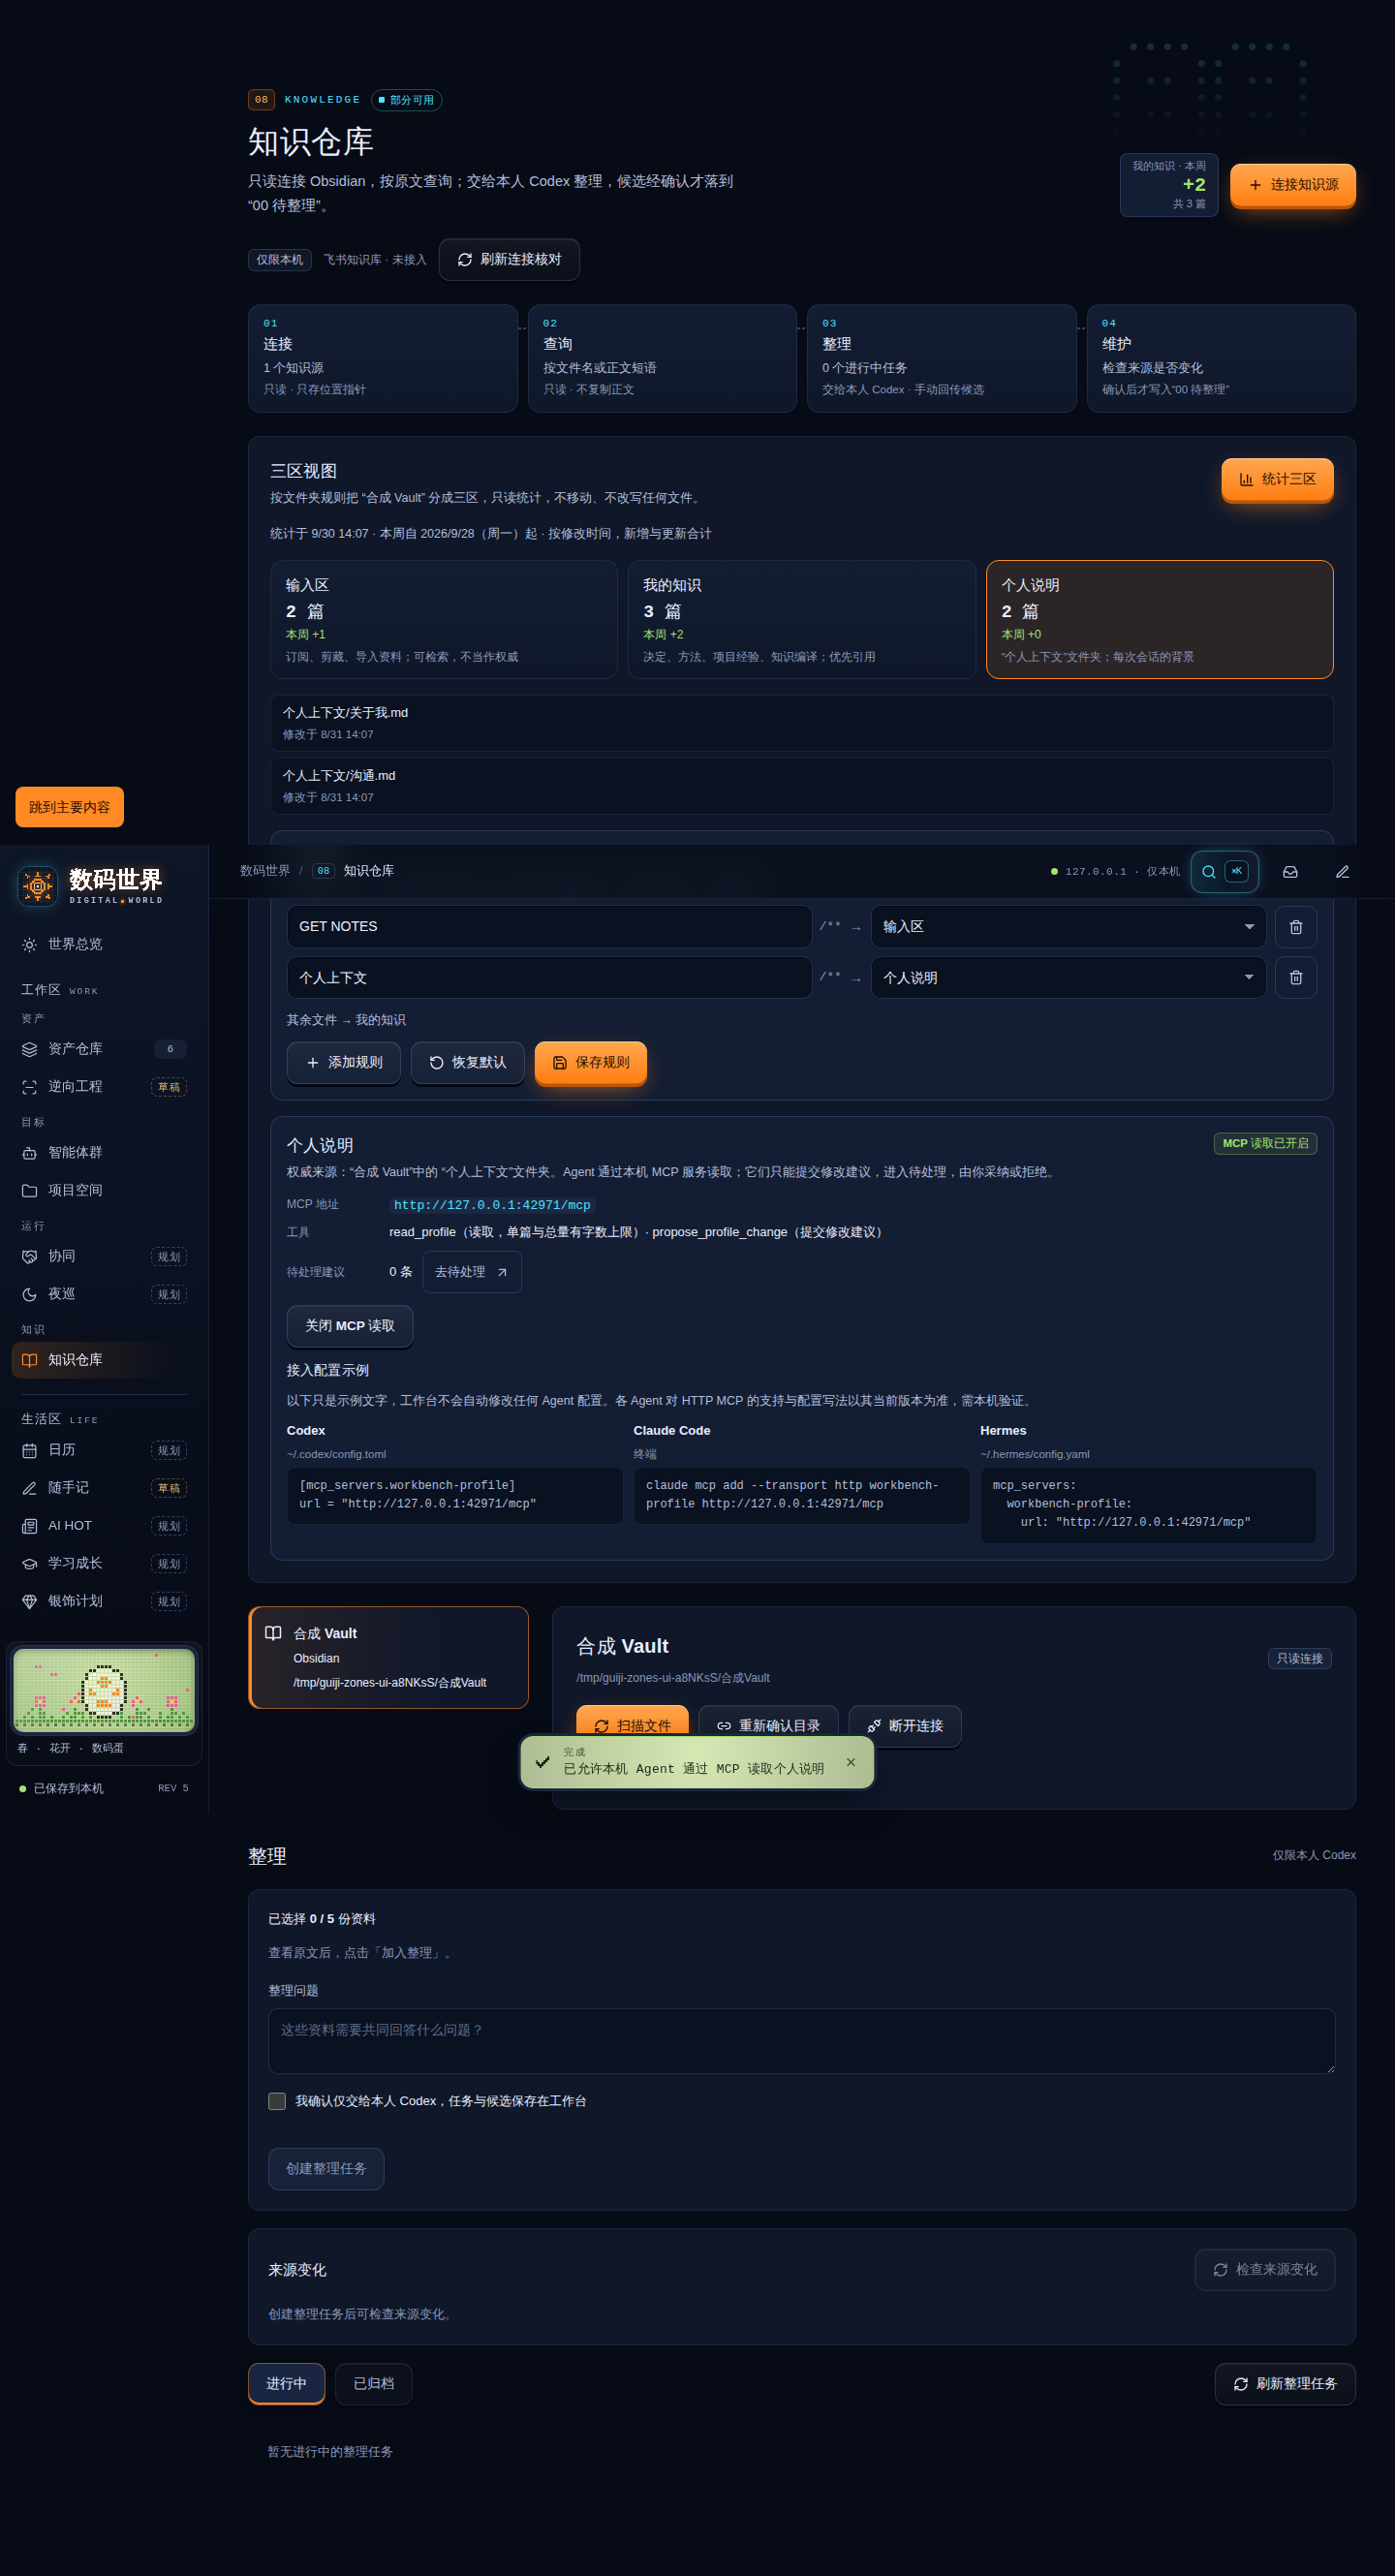 08 KNOWLEDGE 部分可用
知识仓库
只读连接 Obsidian，按原文查询；交给本人 Codex 整理，候选经确认才落到
“00 待整理”。
我的知识 · 本周
+2
共 3 篇
连接知识源
仅限本机 飞书知识库 · 未接入 刷新连接核对
01
连接
1 个知识源
只读 · 只存位置指针
02
查询
按文件名或正文短语
只读 · 不复制正文
03
整理
0 个进行中任务
交给本人 Codex · 手动回传候选
04
维护
检查来源是否变化
确认后才写入“00 待整理”
三区视图
按文件夹规则把 “合成 Vault” 分成三区，只读统计，不移动、不改写任何文件。
统计三区
统计于 9/30 14:07 · 本周自 2026/9/28（周一）起 · 按修改时间，新增与更新合计
输入区
2 篇
本周 +1
订阅、剪藏、导入资料；可检索，不当作权威
我的知识
3 篇
本周 +2
决定、方法、项目经验、知识编译；优先引用
个人说明
2 篇
本周 +0
“个人上下文”文件夹；每次会话的背景
个人上下文/关于我.md
修改于 8/31 14:07
个人上下文/沟通.md
修改于 8/31 14:07
跳到主要内容
数码世界
DIGITAL WORLD
数码世界 / 08 知识仓库
127.0.0.1 · 仅本机
⌘K
世界总览
工作区 WORK
资产
资产仓库 6
逆向工程 草稿
目标
智能体群
项目空间
运行
协同 规划
夜巡 规划
知识
知识仓库
生活区 LIFE
日历 规划
随手记 草稿
AI HOT 规划
学习成长 规划
银饰计划 规划
春 · 花开 · 数码蛋
已保存到本机 REV 5
GET NOTES /** → 输入区
个人上下文 /** → 个人说明
其余文件 → 我的知识
添加规则 恢复默认 保存规则
个人说明
MCP 读取已开启
权威来源：“合成 Vault”中的 “个人上下文”文件夹。Agent 通过本机 MCP 服务读取；它们只能提交修改建议，进入待处理，由你采纳或拒绝。
MCP 地址 http://127.0.0.1:42971/mcp
工具 read_profile（读取，单篇与总量有字数上限）· propose_profile_change（提交修改建议）
待处理建议 0 条 去待处理
关闭 MCP 读取
接入配置示例
以下只是示例文字，工作台不会自动修改任何 Agent 配置。各 Agent 对 HTTP MCP 的支持与配置写法以其当前版本为准，需本机验证。
Codex
~/.codex/config.toml
[mcp_servers.workbench-profile]
url = "http://127.0.0.1:42971/mcp"
Claude Code
终端
claude mcp add --transport http workbench-
profile http://127.0.0.1:42971/mcp
Hermes
~/.hermes/config.yaml
mcp_servers:
workbench-profile:
url: "http://127.0.0.1:42971/mcp"
合成 Vault
Obsidian
/tmp/guiji-zones-ui-a8NKsS/合成Vault
合成 Vault
/tmp/guiji-zones-ui-a8NKsS/合成Vault
只读连接
扫描文件 重新确认目录 断开连接
完成
已允许本机 Agent 通过 MCP 读取个人说明
整理
仅限本人 Codex
已选择 0 / 5 份资料
查看原文后，点击「加入整理」。
整理问题
这些资料需要共同回答什么问题？
我确认仅交给本人 Codex，任务与候选保存在工作台
创建整理任务
来源变化
检查来源变化
创建整理任务后可检查来源变化。
进行中 已归档
刷新整理任务
暂无进行中的整理任务